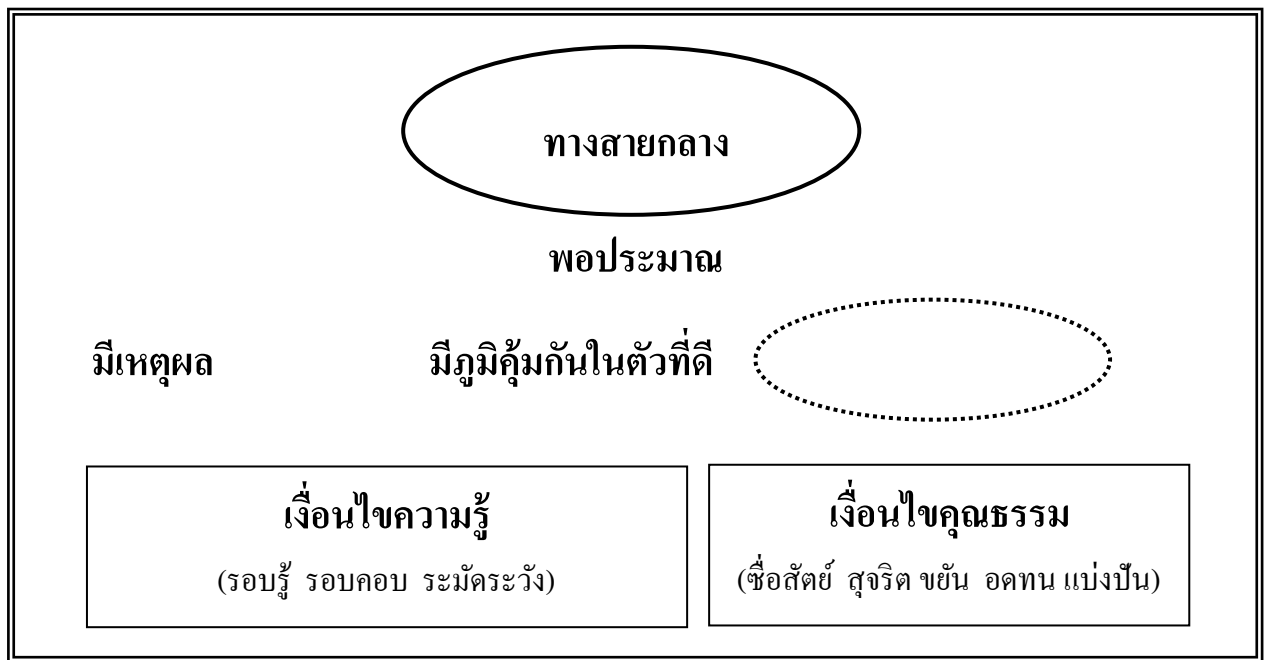 ทางสายกลาง
พอประมาณ
มีเหตุผล มีภูมิคุ้มกันในตัวที่ดี
เงื่อนไขความรู้
(รอบรู้ รอบคอบ ระมัดระวัง)
เงื่อนไขคุณธรรม
(ซื่อสัตย์ สุจริต ขยัน อดทน แบ่งปัน)